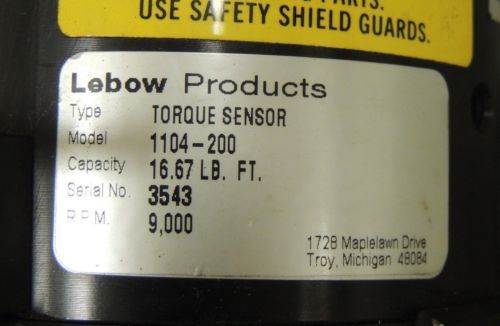 PARTS.
USE SAFETY SHIELD GUARDS.
Lebow Products
Type TORQUE SENSOR
Model 1104-200
Capacity 16.67 LB. FT.
Serial No. 3543
R.P.M. 9,000
1728 Maplelawn Drive
Troy, Michigan 48084